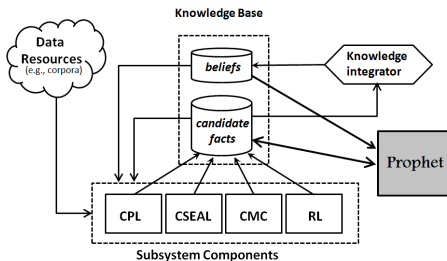 Knowledge Base
Data
Resources
(e.g., corpora)
beliefs
Knowledge
integrator
candidate
facts
Prophet
CPL
CSEAL
CMC
RL
Subsystem Components